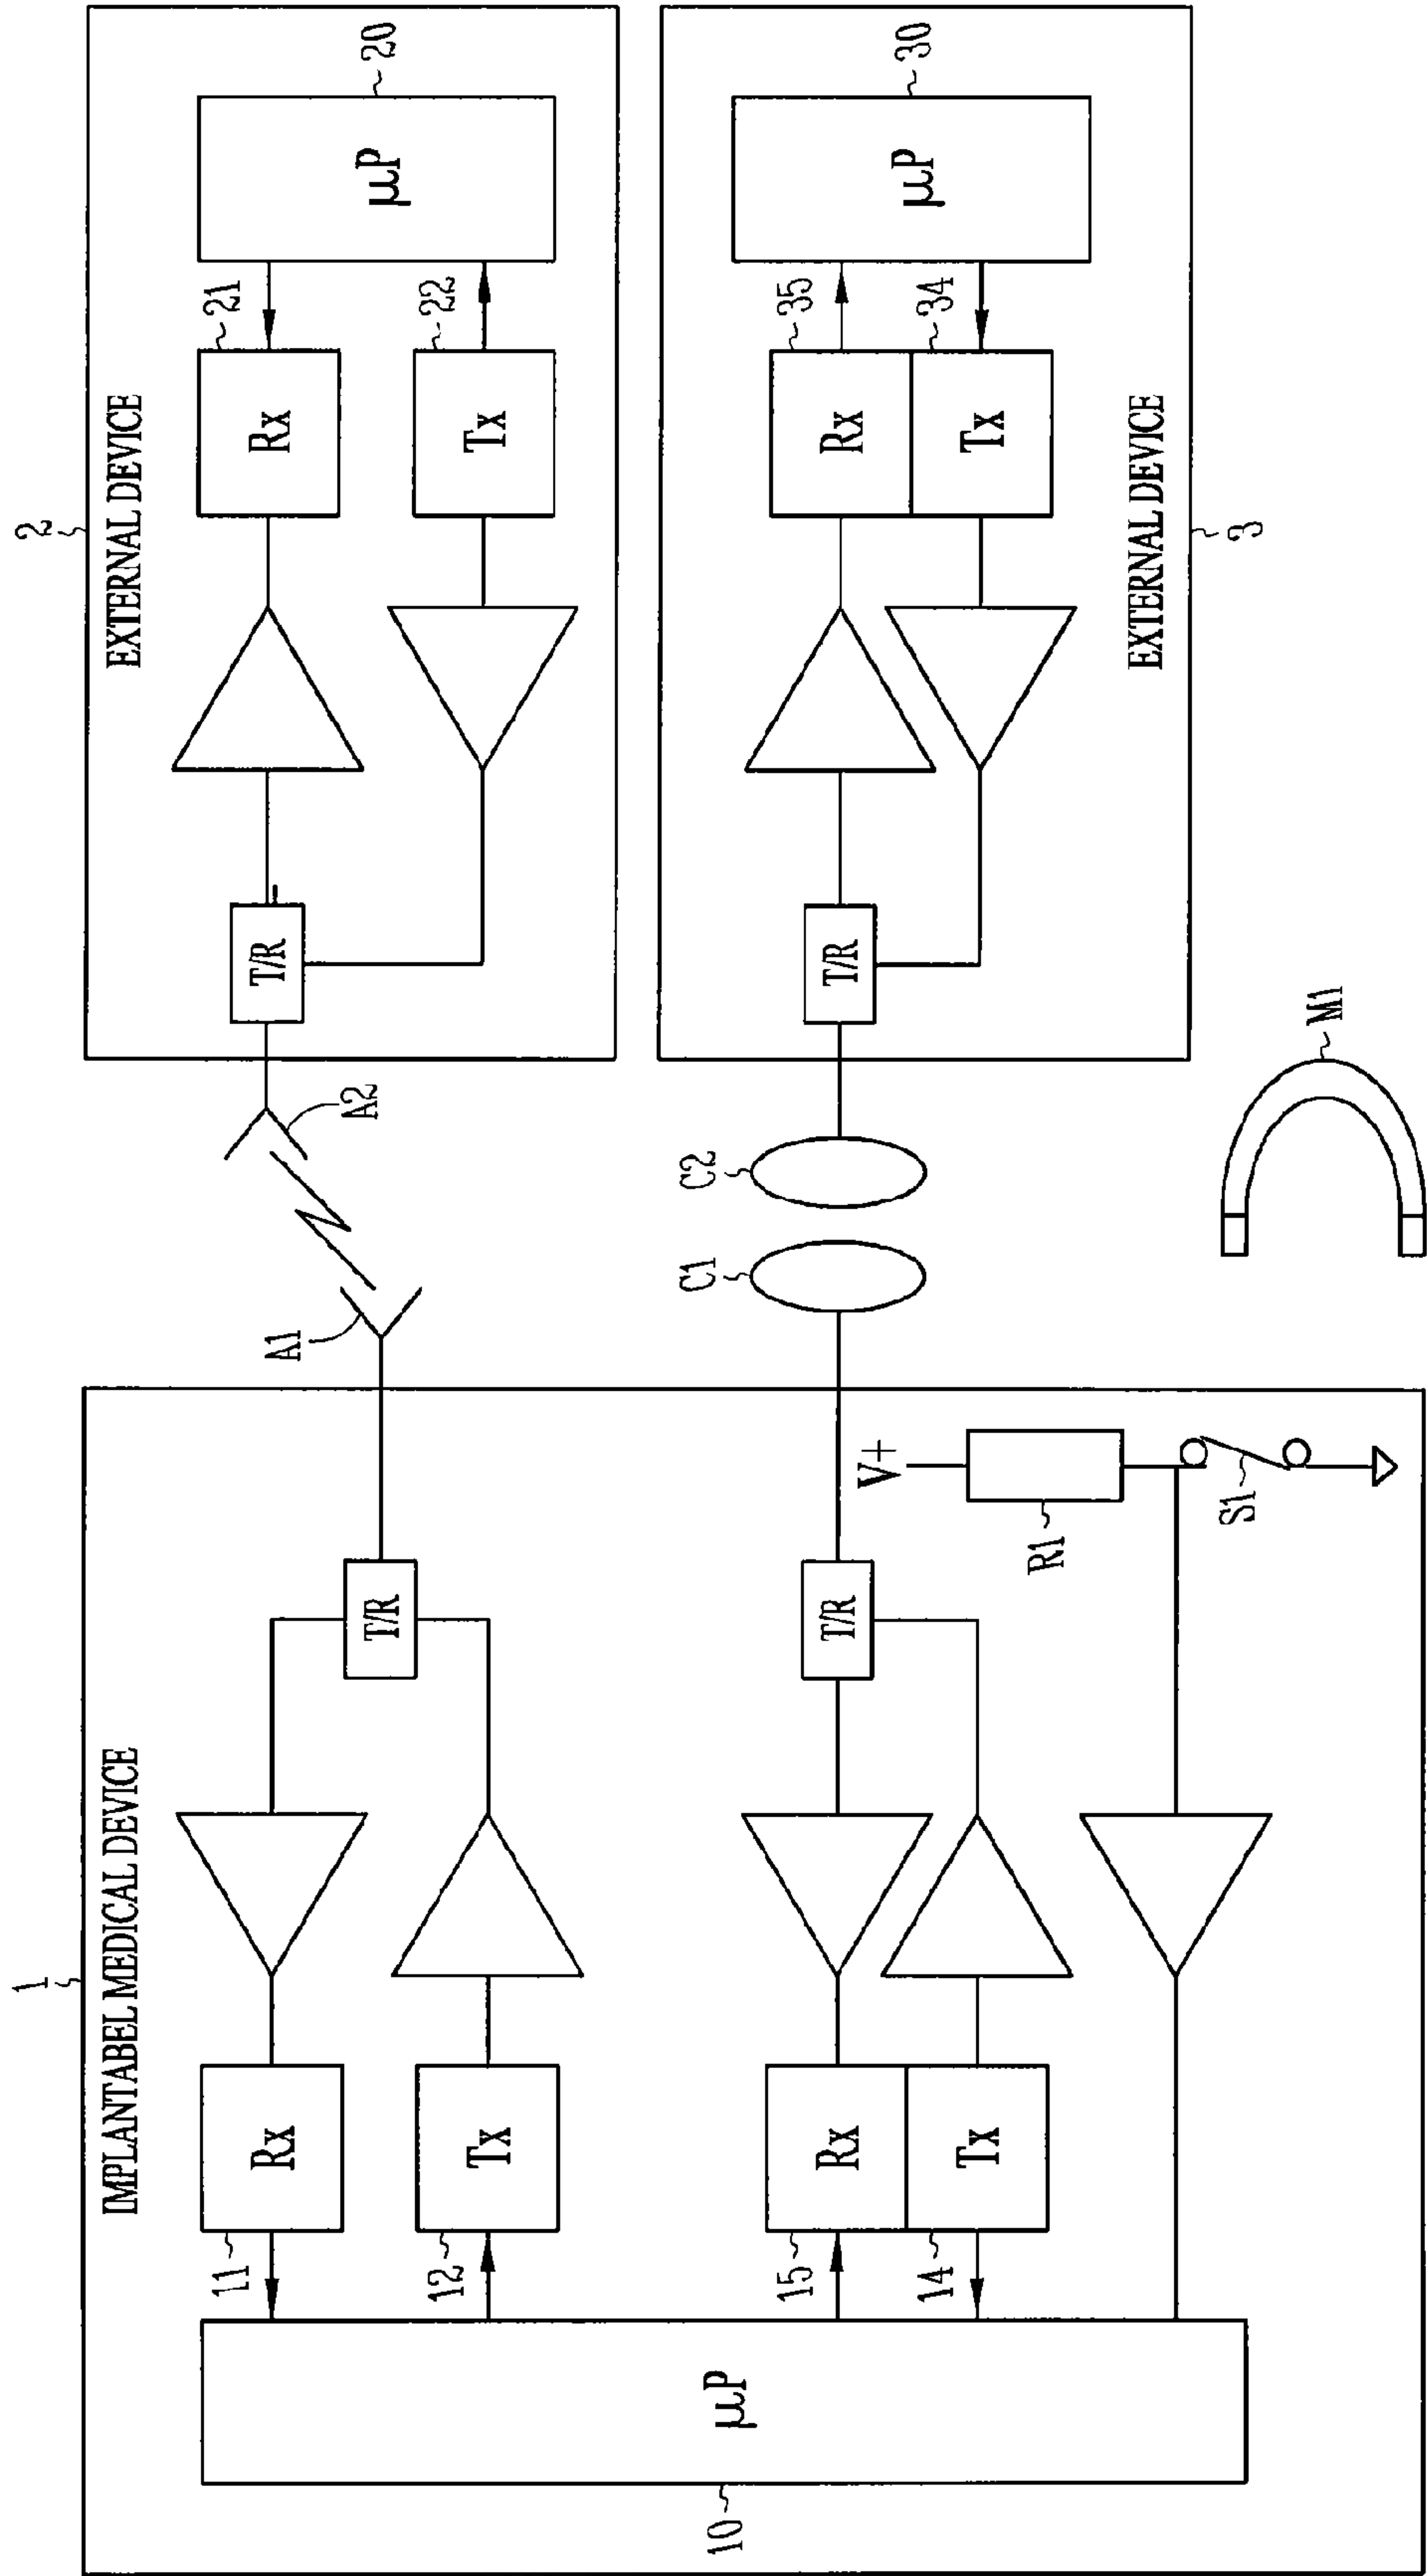 1
IMPLANTABEL MEDICAL DEVICE
10
μP
11
Rx
12
Tx
T/R
A1
15
Rx
14
Tx
T/R
C1
V+
R1
S1
2
EXTERNAL DEVICE
A2
T/R
Rx
21
Tx
22
μP
20
C2
T/R
Rx
35
Tx
34
μP
30
EXTERNAL DEVICE
3
M1